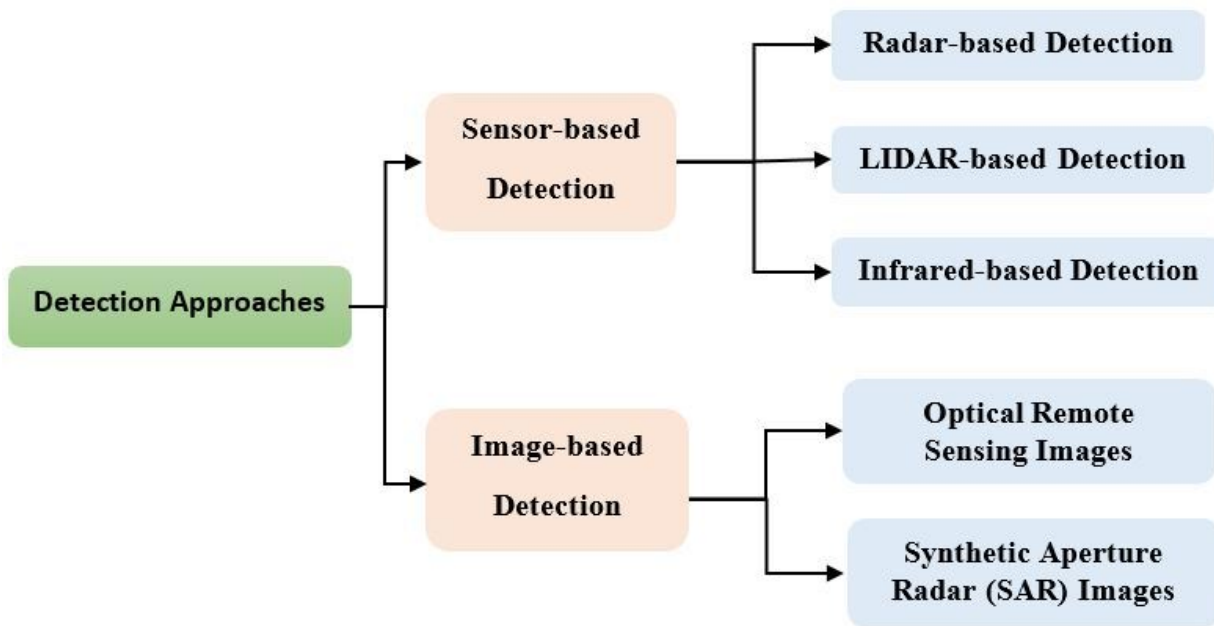 Radar-based Detection
Sensor-based
Detection
LIDAR-based Detection
Infrared-based Detection
Detection Approaches
Optical Remote
Sensing Images
Image-based
Detection
Synthetic Aperture
Radar (SAR) Images